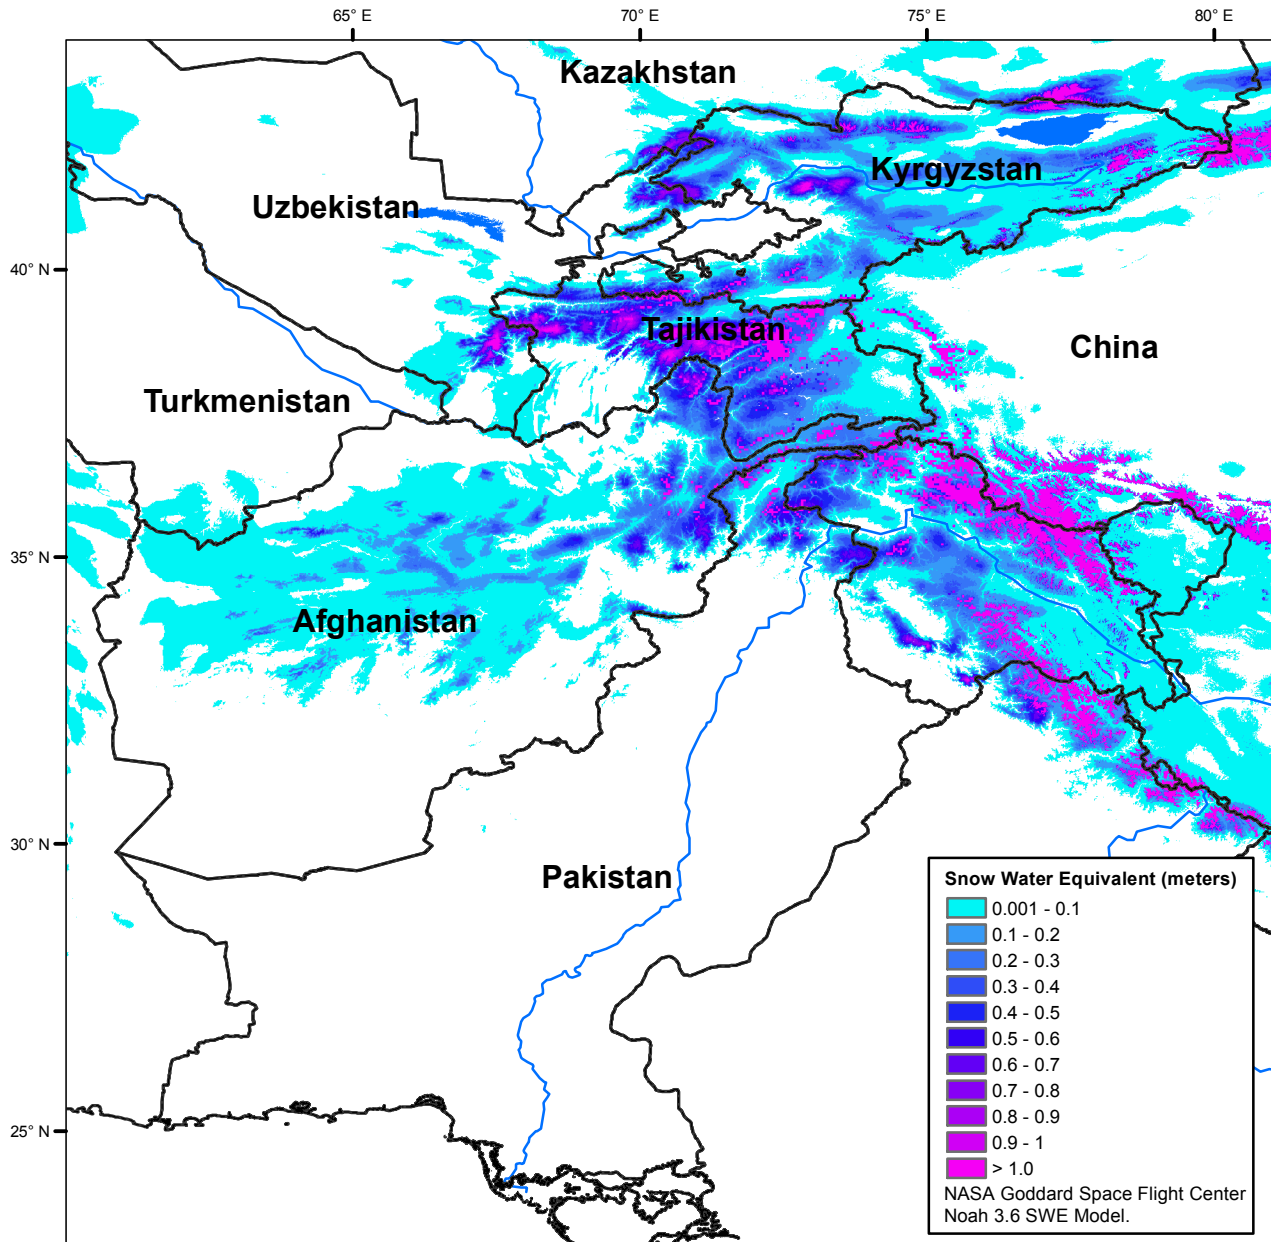 65° E
70° E
75° E
80° E
Kazakhstan
Kyrgyzstan
Uzbekistan
40° N
Tajikistan
China
Turkmenistan
35° N
Afghanistan
30° N
Pakistan
25° N
Snow Water Equivalent (meters)
0.001 - 0.1
0.1 - 0.2
0.2 - 0.3
0.3 - 0.4
0.4 - 0.5
0.5 - 0.6
0.6 - 0.7
0.7 - 0.8
0.8 - 0.9
0.9 - 1
> 1.0
NASA Goddard Space Flight Center
Noah 3.6 SWE Model.